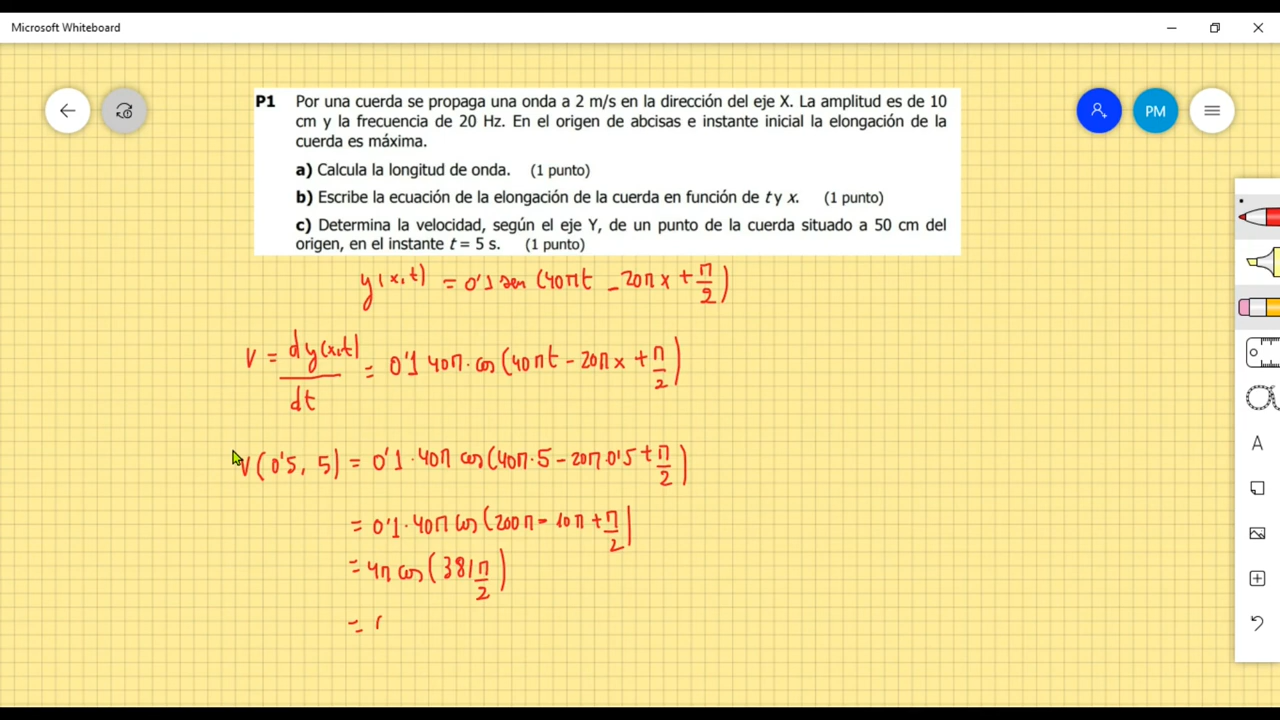 Microsoft Whiteboard
PM
P1 Por una cuerda se propaga una onda a 2 m/s en la dirección del eje X. La amplitud es de 10
cm y la frecuencia de 20 Hz. En el origen de abcisas e instante inicial la elongación de la
cuerda es máxima.
a) Calcula la longitud de onda. (1 punto)
b) Escribe la ecuación de la elongación de la cuerda en función de t y x. (1 punto)
c) Determina la velocidad, según el eje Y, de un punto de la cuerda situado a 50 cm del
origen, en el instante t = 5 s. (1 punto)
y(x,t) = 0'1 sen (40πt - 20πx + π/2)
V = dy(x,t)/dt = 0'1 40π·cos(40πt - 20πx + π/2)
V(0'5, 5) = 0'1·40π cos(40π·5 - 20π·0'5 + π/2)
= 0'1·40π cos(200π - 10π + π/2)
= 4π cos(381π/2)
=
A